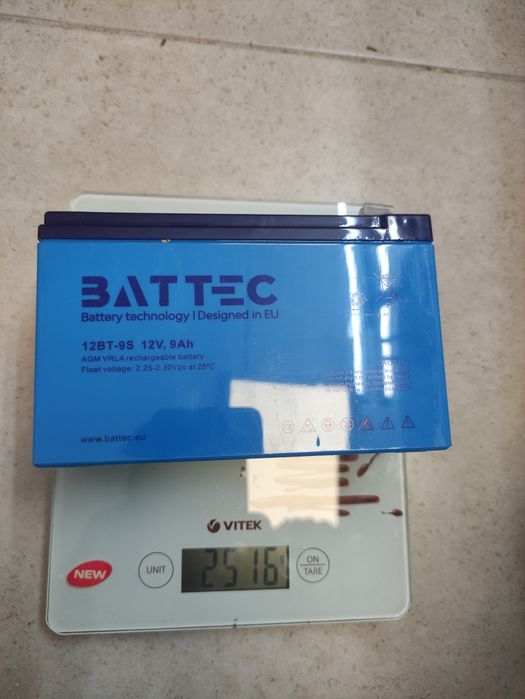 BATTEC
Battery technology | Designed in EU
12BT-9S 12V, 9Ah
AGM VRLA rechargeable battery
Float voltage: 2.25-2.30Vpc at 25°C
www.battec.eu
VITEK
NEW
UNIT
2516
ON
TARE